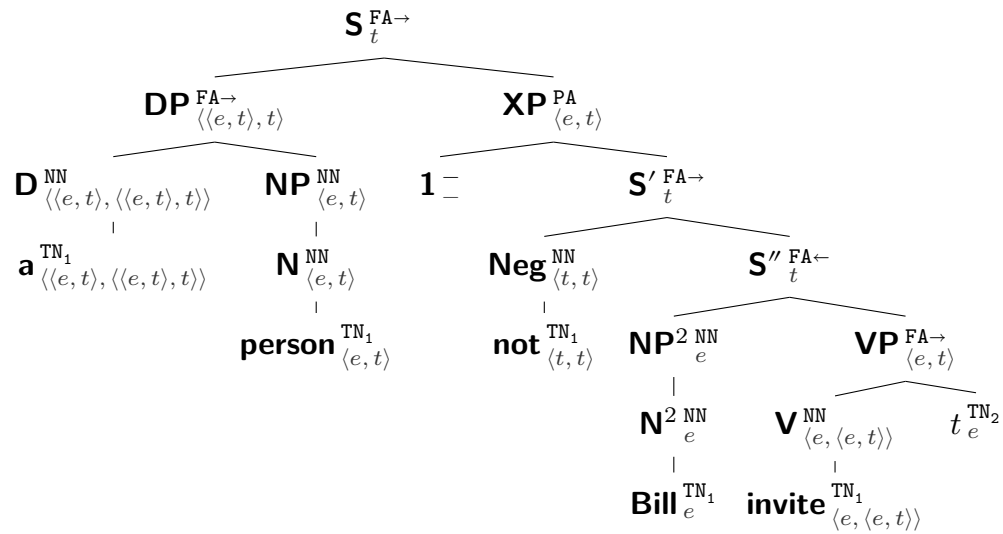 S FA→ t
DP FA→ ⟨⟨e, t⟩, t⟩ XP PA ⟨e, t⟩
D NN ⟨⟨e, t⟩, ⟨⟨e, t⟩, t⟩⟩ NP NN ⟨e, t⟩ 1 – – S′ FA→ t
a TN₁ ⟨⟨e, t⟩, ⟨⟨e, t⟩, t⟩⟩ N NN ⟨e, t⟩ Neg NN ⟨t, t⟩ S″ FA← t
person TN₁ ⟨e, t⟩ not TN₁ ⟨t, t⟩ NP² NN e VP FA→ ⟨e, t⟩
N² NN e V NN ⟨e, ⟨e, t⟩⟩ t TN₂ e
Bill TN₁ e invite TN₁ ⟨e, ⟨e, t⟩⟩